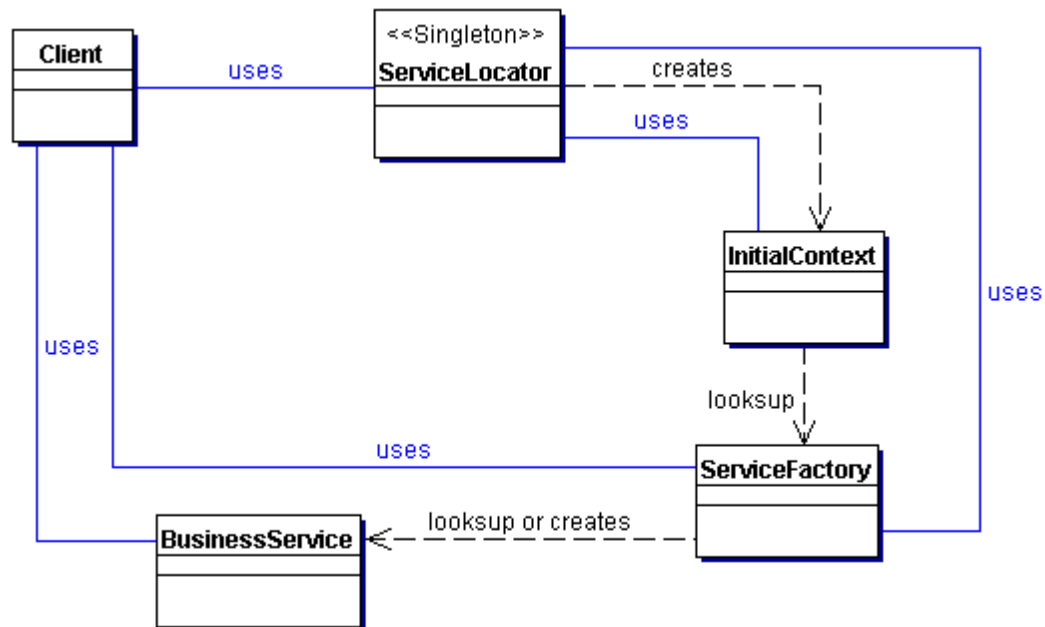 <<Singleton>>
Client
ServiceLocator
uses
creates
uses
InitialContext
uses
uses
looksup
uses
ServiceFactory
looksup or creates
BusinessService